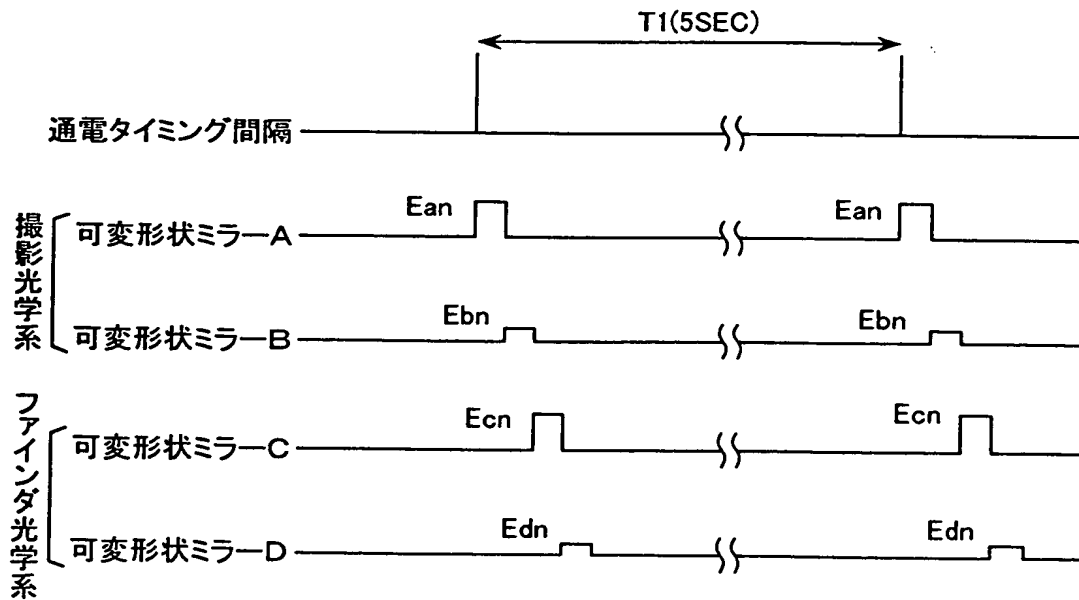 T1(5SEC)
通電タイミング間隔
撮影光学系
Ean
Ean
可変形状ミラーA
Ebn
Ebn
可変形状ミラーB
ファインダ光学系
Ecn
Ecn
可変形状ミラーC
Edn
Edn
可変形状ミラーD